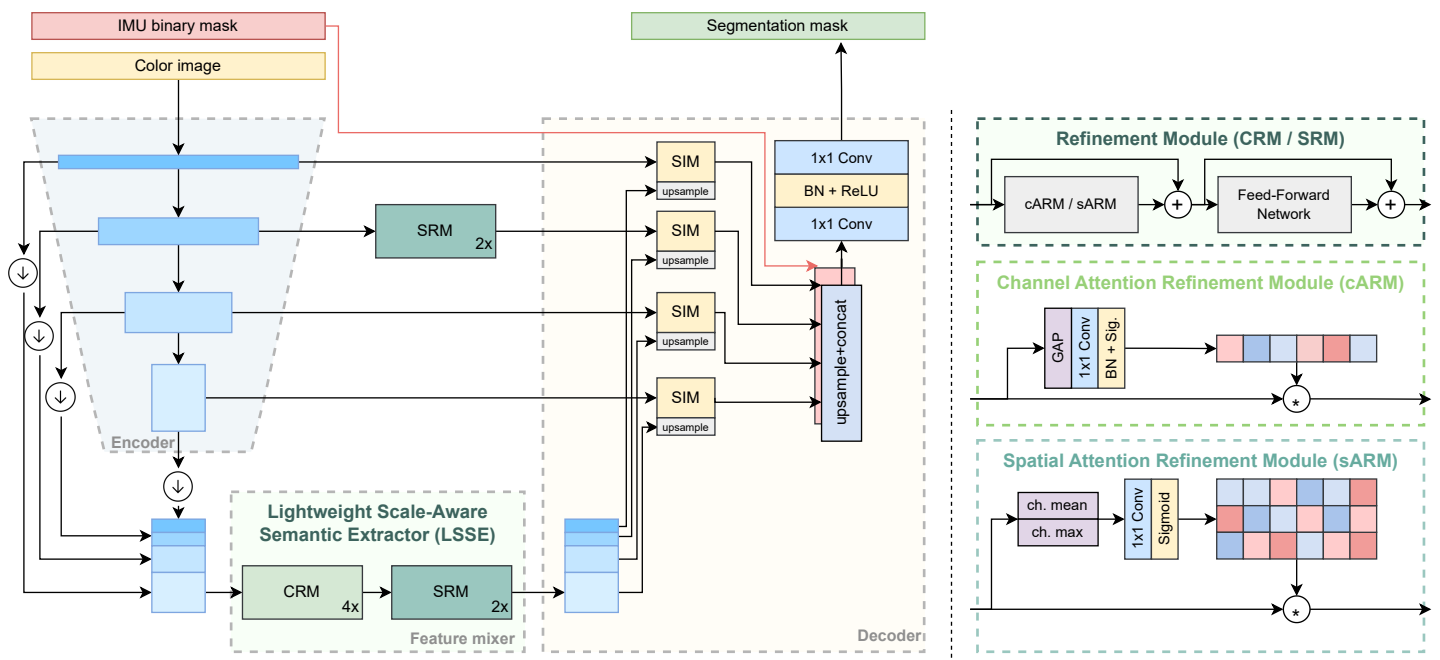 IMU binary mask
Color image
Segmentation mask
Encoder
SRM
2x
Lightweight Scale-Aware
Semantic Extractor (LSSE)
CRM
4x
SRM
2x
Feature mixer
SIM
upsample
SIM
upsample
SIM
upsample
SIM
upsample
1x1 Conv
BN + ReLU
1x1 Conv
upsample+concat
Decoder
Refinement Module (CRM / SRM)
cARM / sARM
+
Feed-Forward
Network
+
Channel Attention Refinement Module (cARM)
GAP
1x1 Conv
BN + Sig.
*
Spatial Attention Refinement Module (sARM)
ch. mean
ch. max
1x1 Conv
Sigmoid
*